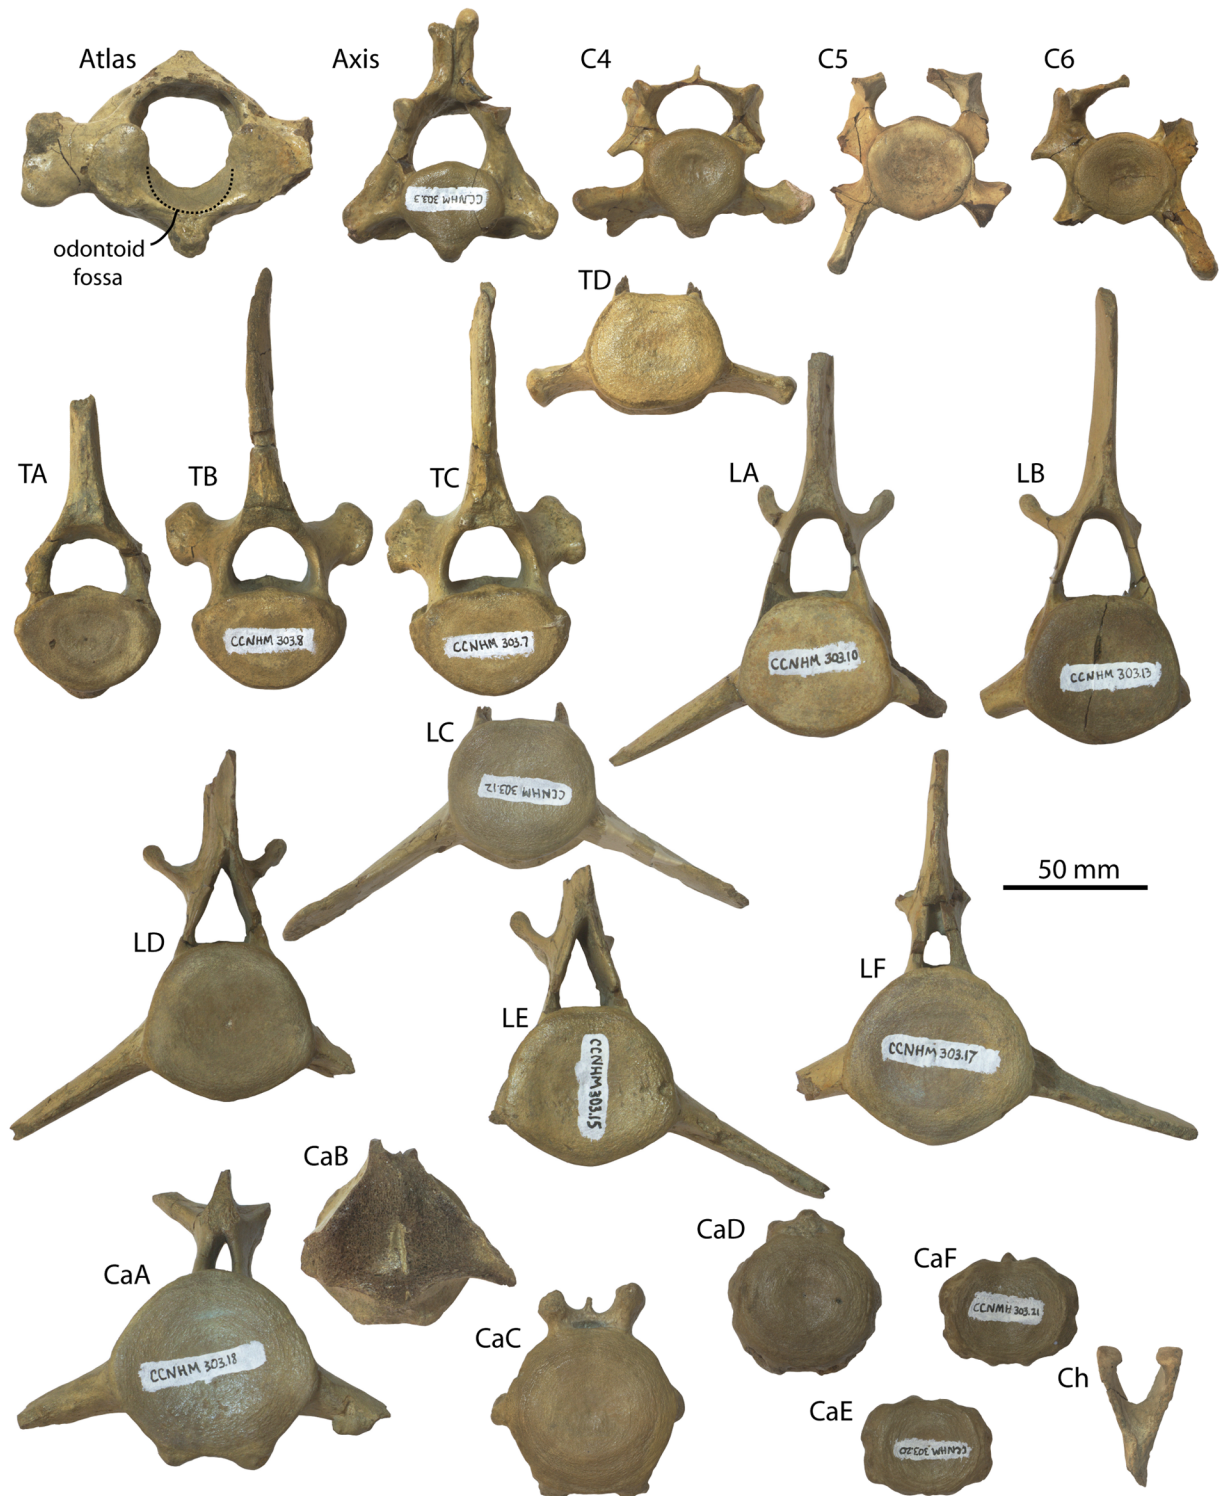 Atlas
Axis
C4
C5
C6
odontoid
fossa
CCNHM 303.3
TD
TA
TB
TC
LA
LB
CCNHM 303.8
CCNHM 303.7
CCNHM 303.10
CCNHM 303.13
LC
CCNHM 303.12
50 mm
LD
LE
LF
CCNHM 303.15
CCNHM 303.17
CaB
CaA
CaD
CaF
CCNMH 303.21
CaC
CCNHM 303.18
Ch
CaE
CCNHM 303.20